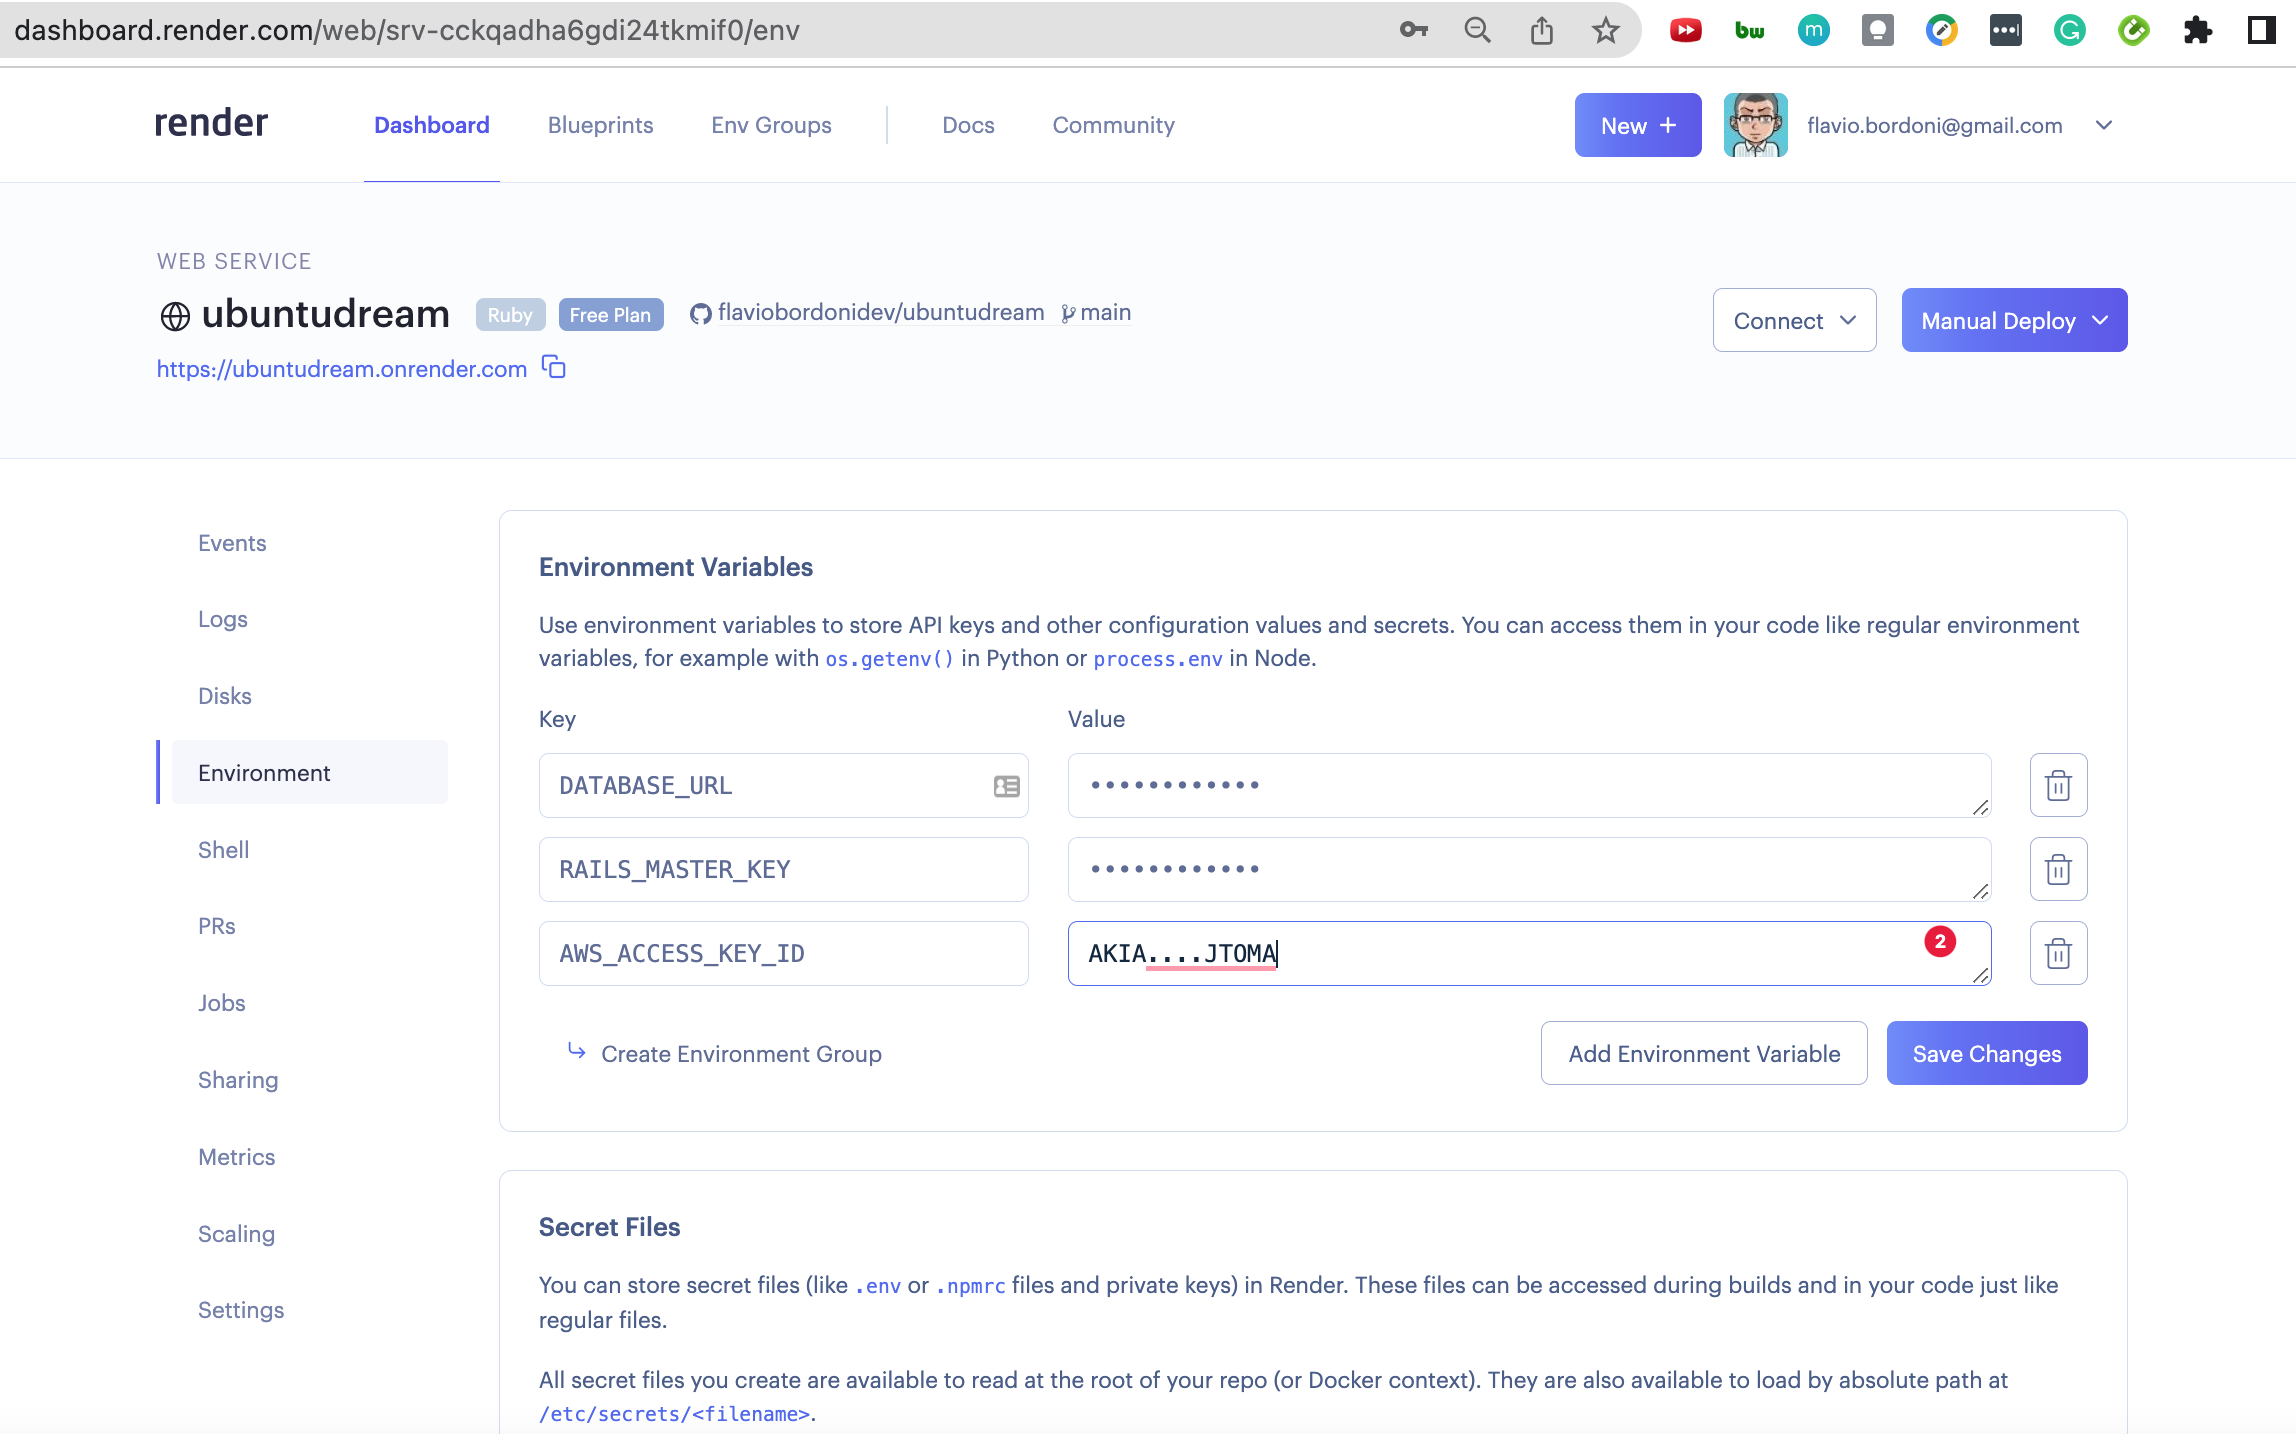 dashboard.render.com/web/srv-cckqadha6gdi24tkmif0/env
bw
m
G
render
Dashboard
Blueprints
Env Groups
Docs
Community
New +
flavio.bordoni@gmail.com
WEB SERVICE
ubuntudream
Ruby
Free Plan
flaviobordonidev/ubuntudream
main
https://ubuntudream.onrender.com
Connect
Manual Deploy
Events
Logs
Disks
Environment
Shell
PRs
Jobs
Sharing
Metrics
Scaling
Settings
Environment Variables
Use environment variables to store API keys and other configuration values and secrets. You can access them in your code like regular environment
variables, for example with os.getenv() in Python or process.env in Node.
Key
Value
DATABASE_URL
••••••••••••
RAILS_MASTER_KEY
••••••••••••
AWS_ACCESS_KEY_ID
AKIA....JTOMA
2
Create Environment Group
Add Environment Variable
Save Changes
Secret Files
You can store secret files (like .env or .npmrc files and private keys) in Render. These files can be accessed during builds and in your code just like
regular files.
All secret files you create are available to read at the root of your repo (or Docker context). They are also available to load by absolute path at
/etc/secrets/<filename>.